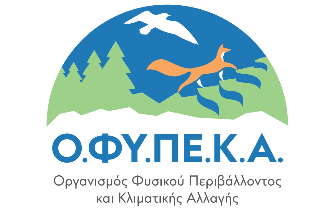 Ο.ΦΥ.ΠΕ.Κ.Α.
Οργανισμός Φυσικού Περιβάλλοντος
και Κλιματικής Αλλαγής